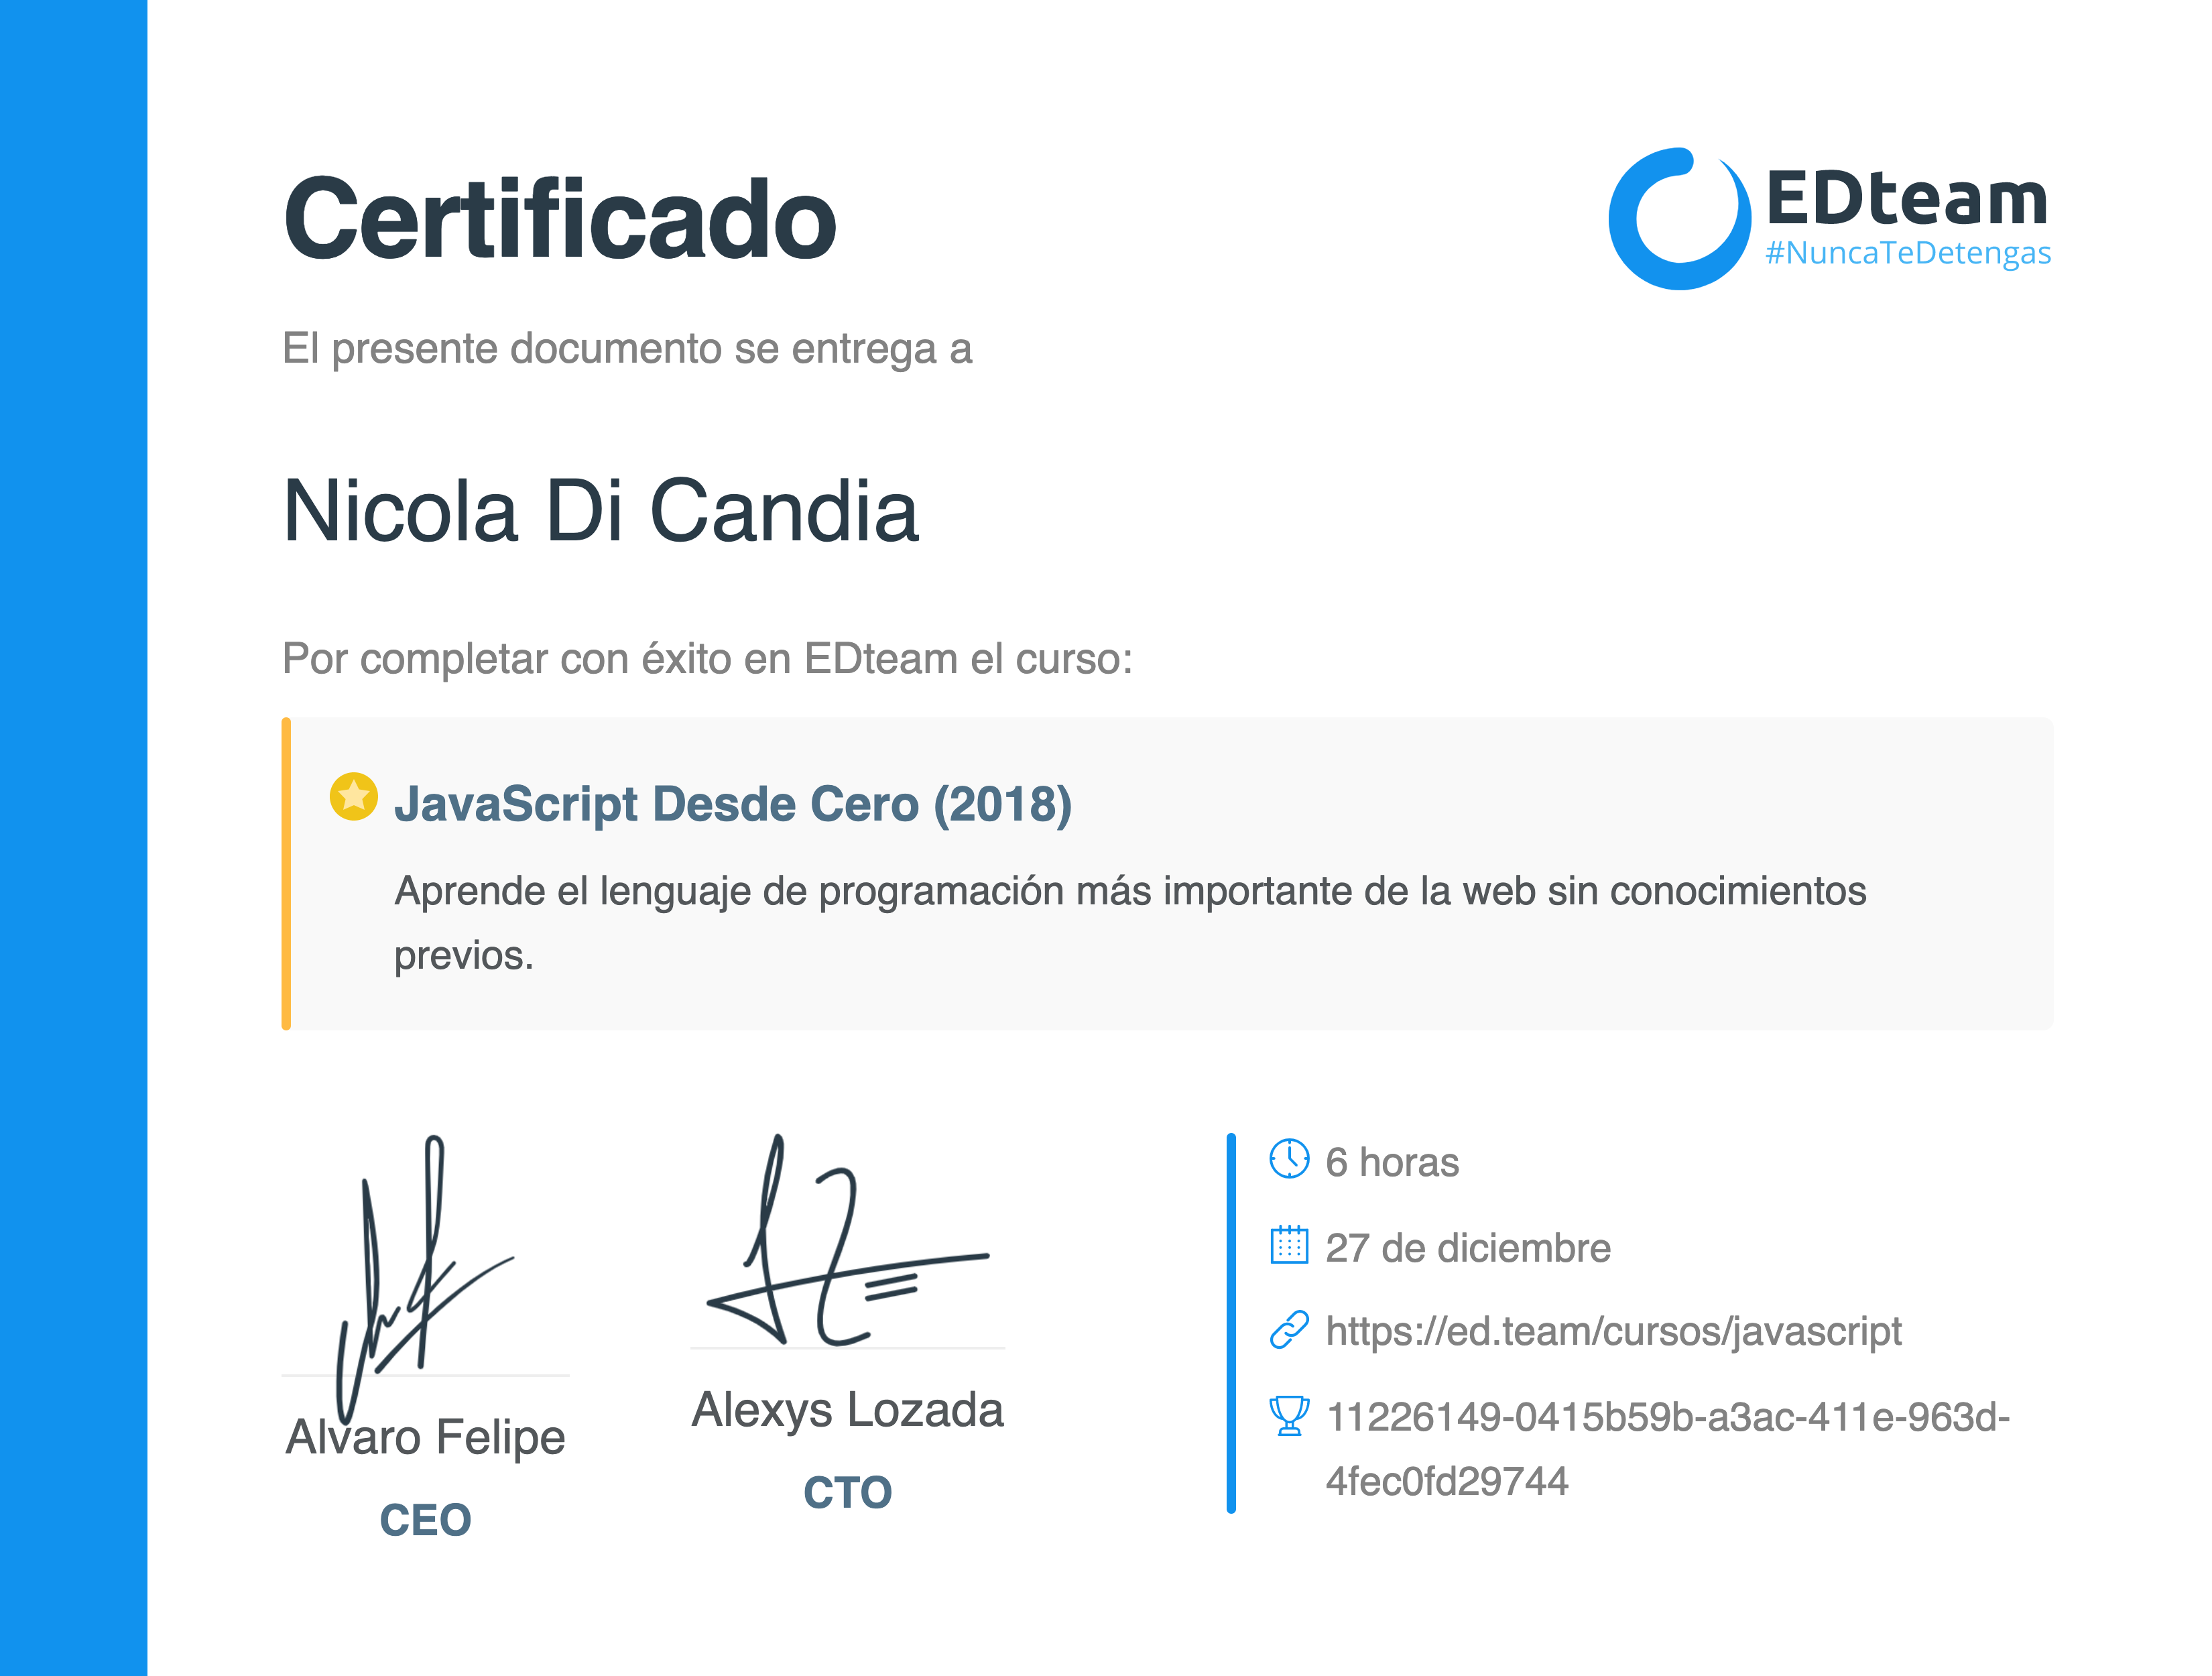 Certificado
EDteam
#NuncaTeDetengas
El presente documento se entrega a
Nicola Di Candia
Por completar con éxito en EDteam el curso:
JavaScript Desde Cero (2018)
Aprende el lenguaje de programación más importante de la web sin conocimientos
previos.
Alvaro Felipe
CEO
Alexys Lozada
CTO
6 horas
27 de diciembre
https://ed.team/cursos/javascript
11226149-0415b59b-a3ac-411e-963d-
4fec0fd29744